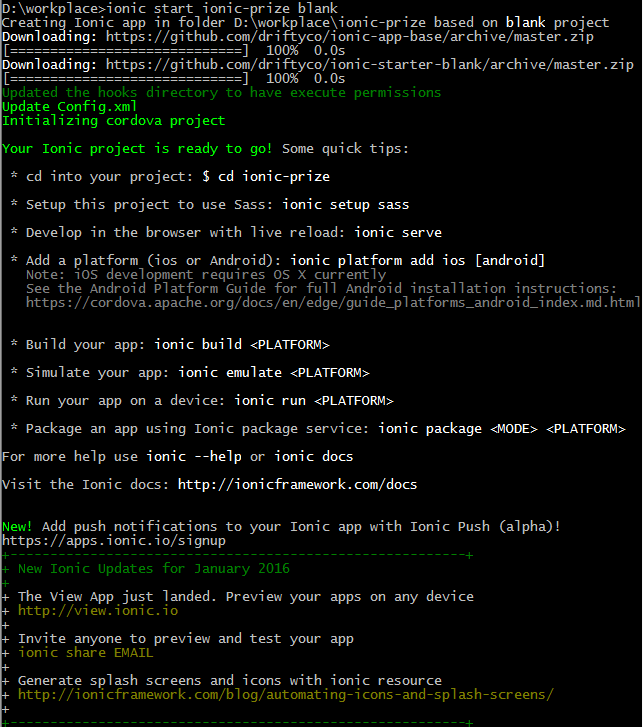 D:\workplace>ionic start ionic-prize blank
Creating Ionic app in folder D:\workplace\ionic-prize based on blank project
Downloading: https://github.com/driftyco/ionic-app-base/archive/master.zip
[=============================]  100%  0.0s
Downloading: https://github.com/driftyco/ionic-starter-blank/archive/master.zip
[=============================]  100%  0.0s
Updated the hooks directory to have execute permissions
Update Config.xml
Initializing cordova project
Your Ionic project is ready to go! Some quick tips:
* cd into your project: $ cd ionic-prize
* Setup this project to use Sass: ionic setup sass
* Develop in the browser with live reload: ionic serve
* Add a platform (ios or Android): ionic platform add ios [android]
Note: iOS development requires OS X currently
See the Android Platform Guide for full Android installation instructions:
https://cordova.apache.org/docs/en/edge/guide_platforms_android_index.md.html
* Build your app: ionic build <PLATFORM>
* Simulate your app: ionic emulate <PLATFORM>
* Run your app on a device: ionic run <PLATFORM>
* Package an app using Ionic package service: ionic package <MODE> <PLATFORM>
For more help use ionic --help or ionic docs
Visit the Ionic docs: http://ionicframework.com/docs
New! Add push notifications to your Ionic app with Ionic Push (alpha)!
https://apps.ionic.io/signup
+---------------------------------------------------------+
+ New Ionic Updates for January 2016
+
+ The View App just landed. Preview your apps on any device
+ http://view.ionic.io
+
+ Invite anyone to preview and test your app
+ ionic share EMAIL
+
+ Generate splash screens and icons with ionic resource
+ http://ionicframework.com/blog/automating-icons-and-splash-screens/
+
+---------------------------------------------------------+